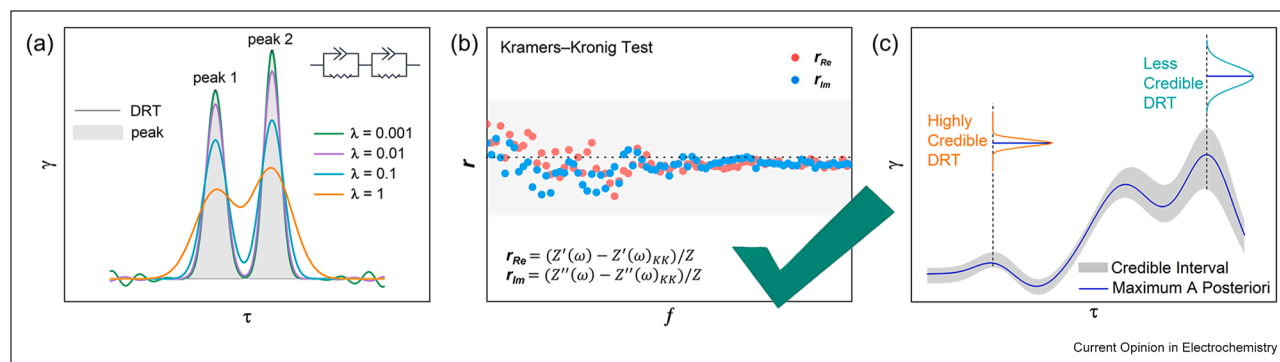 (a)
peak 2
peak 1
DRT
peak
λ = 0.001
λ = 0.01
λ = 0.1
λ = 1
γ
τ
(b)
Kramers–Kronig Test
r_Re
r_Im
r
r_Re = (Z′(ω) − Z′(ω)_KK)/Z
r_Im = (Z′′(ω) − Z′′(ω)_KK)/Z
f
(c)
Less
Credible
DRT
Highly
Credible
DRT
γ
Credible Interval
Maximum A Posteriori
τ
Current Opinion in Electrochemistry